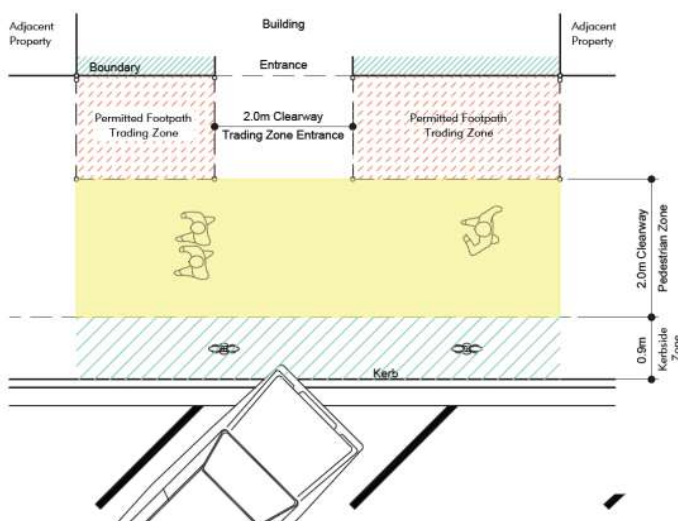 Adjacent
Property
Building
Adjacent
Property
Boundary
Entrance
Permitted Footpath
Trading Zone
2.0m Clearway
Trading Zone Entrance
Permitted Footpath
Trading Zone
2.0m Clearway
Pedestrian Zone
0.9m
Kerbside
Zone
Kerb